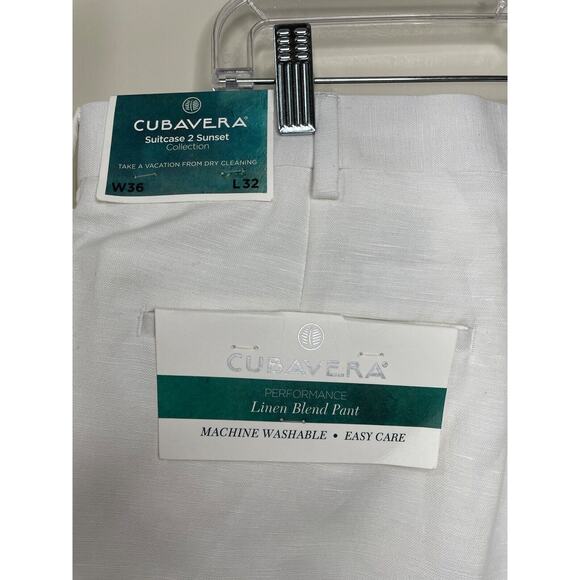 CUBAVERA®
Suitcase 2 Sunset
Collection
TAKE A VACATION FROM DRY CLEANING
W36 L32
CUBAVERA®
PERFORMANCE
Linen Blend Pant
MACHINE WASHABLE • EASY CARE